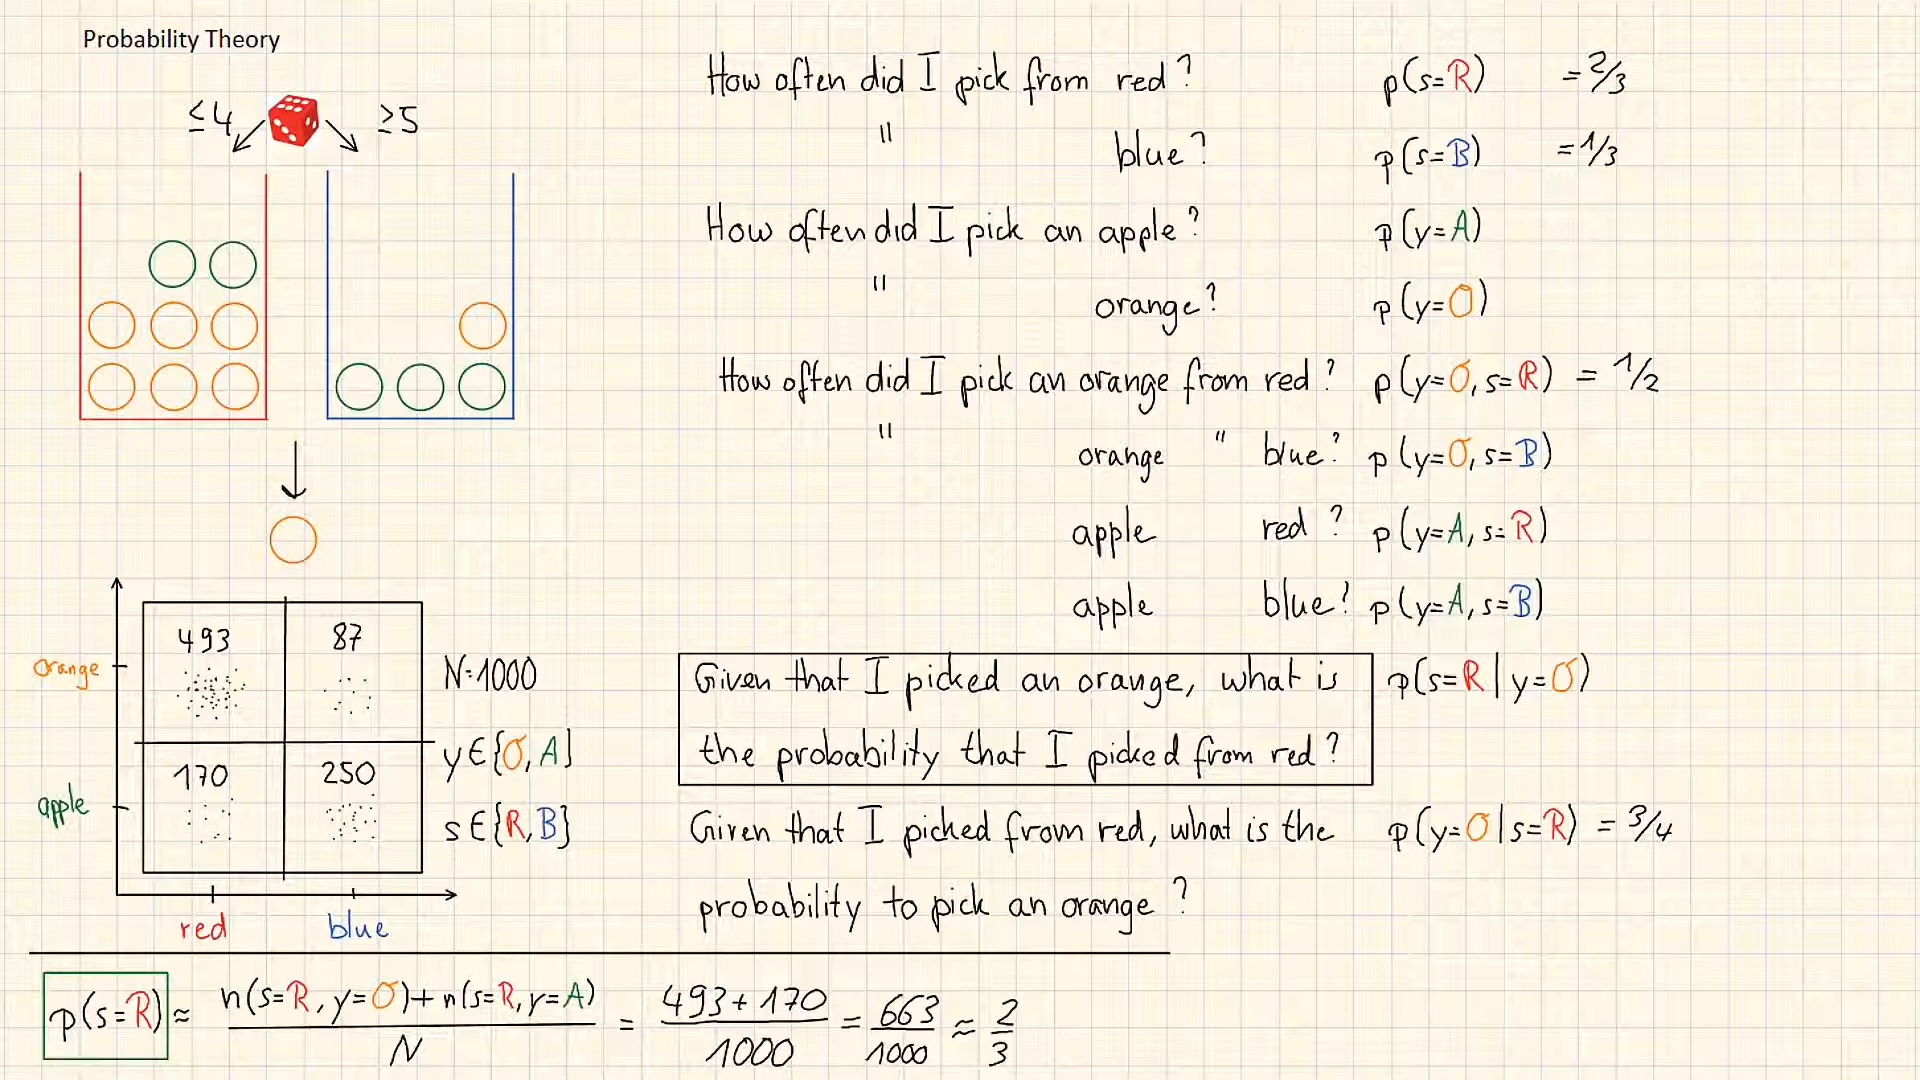 Probability Theory
≤4 ≥5
How often did I pick from red? p(s=R) = 2/3
" blue? p(s=B) = 1/3
How often did I pick an apple? p(y=A)
" orange? p(y=O)
How often did I pick an orange from red? p(y=O, s=R) = 1/2
" orange " blue? p(y=O, s=B)
apple red? p(y=A, s=R)
apple blue? p(y=A, s=B)
Given that I picked an orange, what is p(s=R|y=O)
the probability that I picked from red?
Given that I picked from red, what is the p(y=O|s=R) = 3/4
probability to pick an orange?
493 87
orange
N=1000
170 250
apple
y∈{O,A}
s∈{R,B}
red blue
p(s=R) ≈ n(s=R, y=O)+n(s=R,y=A) / N = 493+170 / 1000 = 663 / 1000 ≈ 2 / 3